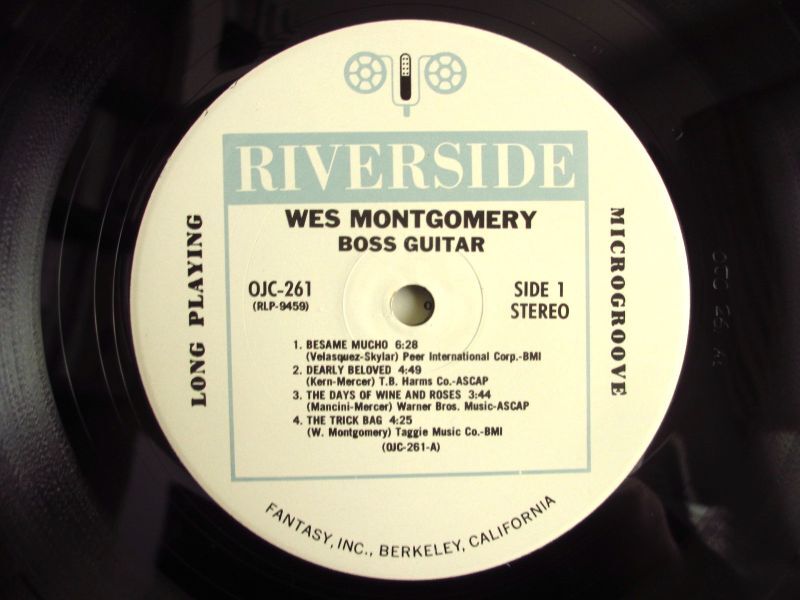 RIVERSIDE
WES MONTGOMERY
BOSS GUITAR
LONG PLAYING
MICROGROOVE
OJC-261
(RLP-9459)
SIDE 1
STEREO
1. BESAME MUCHO 6:28
(Velasquez-Skylar) Peer International Corp.-BMI
2. DEARLY BELOVED 4:49
(Kern-Mercer) T.B. Harms Co.-ASCAP
3. THE DAYS OF WINE AND ROSES 3:44
(Mancini-Mercer) Warner Bros. Music-ASCAP
4. THE TRICK BAG 4:25
(W. Montgomery) Taggie Music Co.-BMI
(OJC-261-A)
FANTASY, INC., BERKELEY, CALIFORNIA